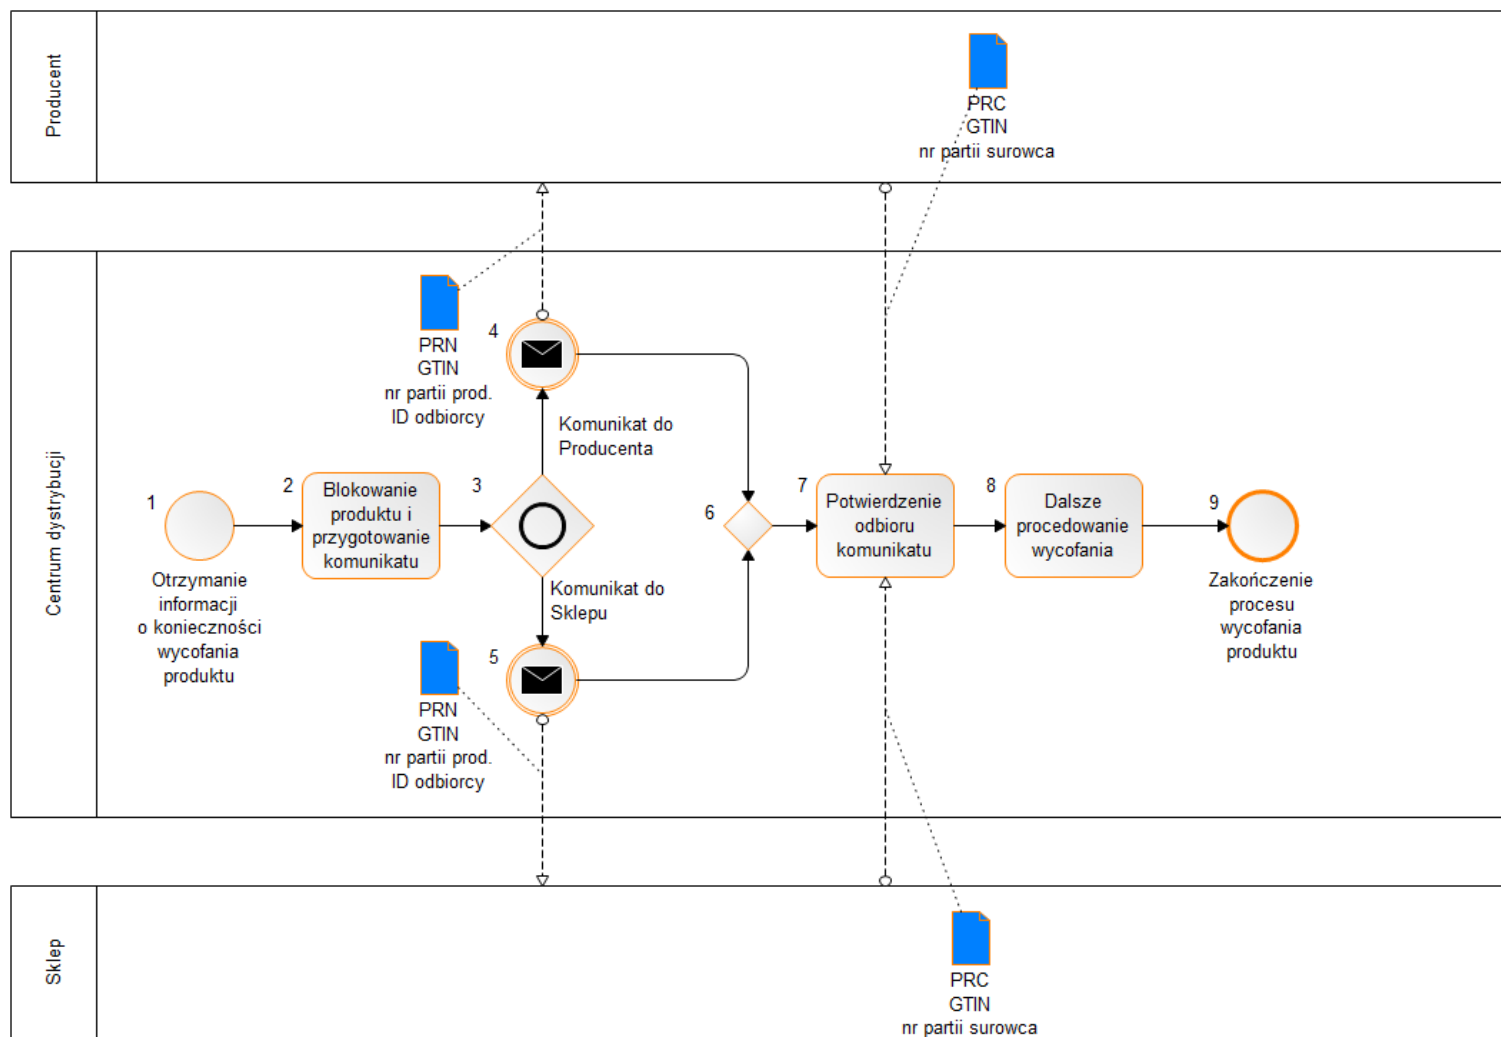 Producent
PRC
GTIN
nr partii surowca
Centrum dystrybucji
PRN
GTIN
nr partii prod.
ID odbiorcy
4
Komunikat do
Producenta
1
Otrzymanie
informacji
o konieczności
wycofania
produktu
2
Blokowanie
produktu i
przygotowanie
komunikatu
3
Komunikat do
Sklepu
5
PRN
GTIN
nr partii prod.
ID odbiorcy
6
7
Potwierdzenie
odbioru
komunikatu
8
Dalsze
procedowanie
wycofania
9
Zakończenie
procesu
wycofania
produktu
Sklep
PRC
GTIN
nr partii surowca